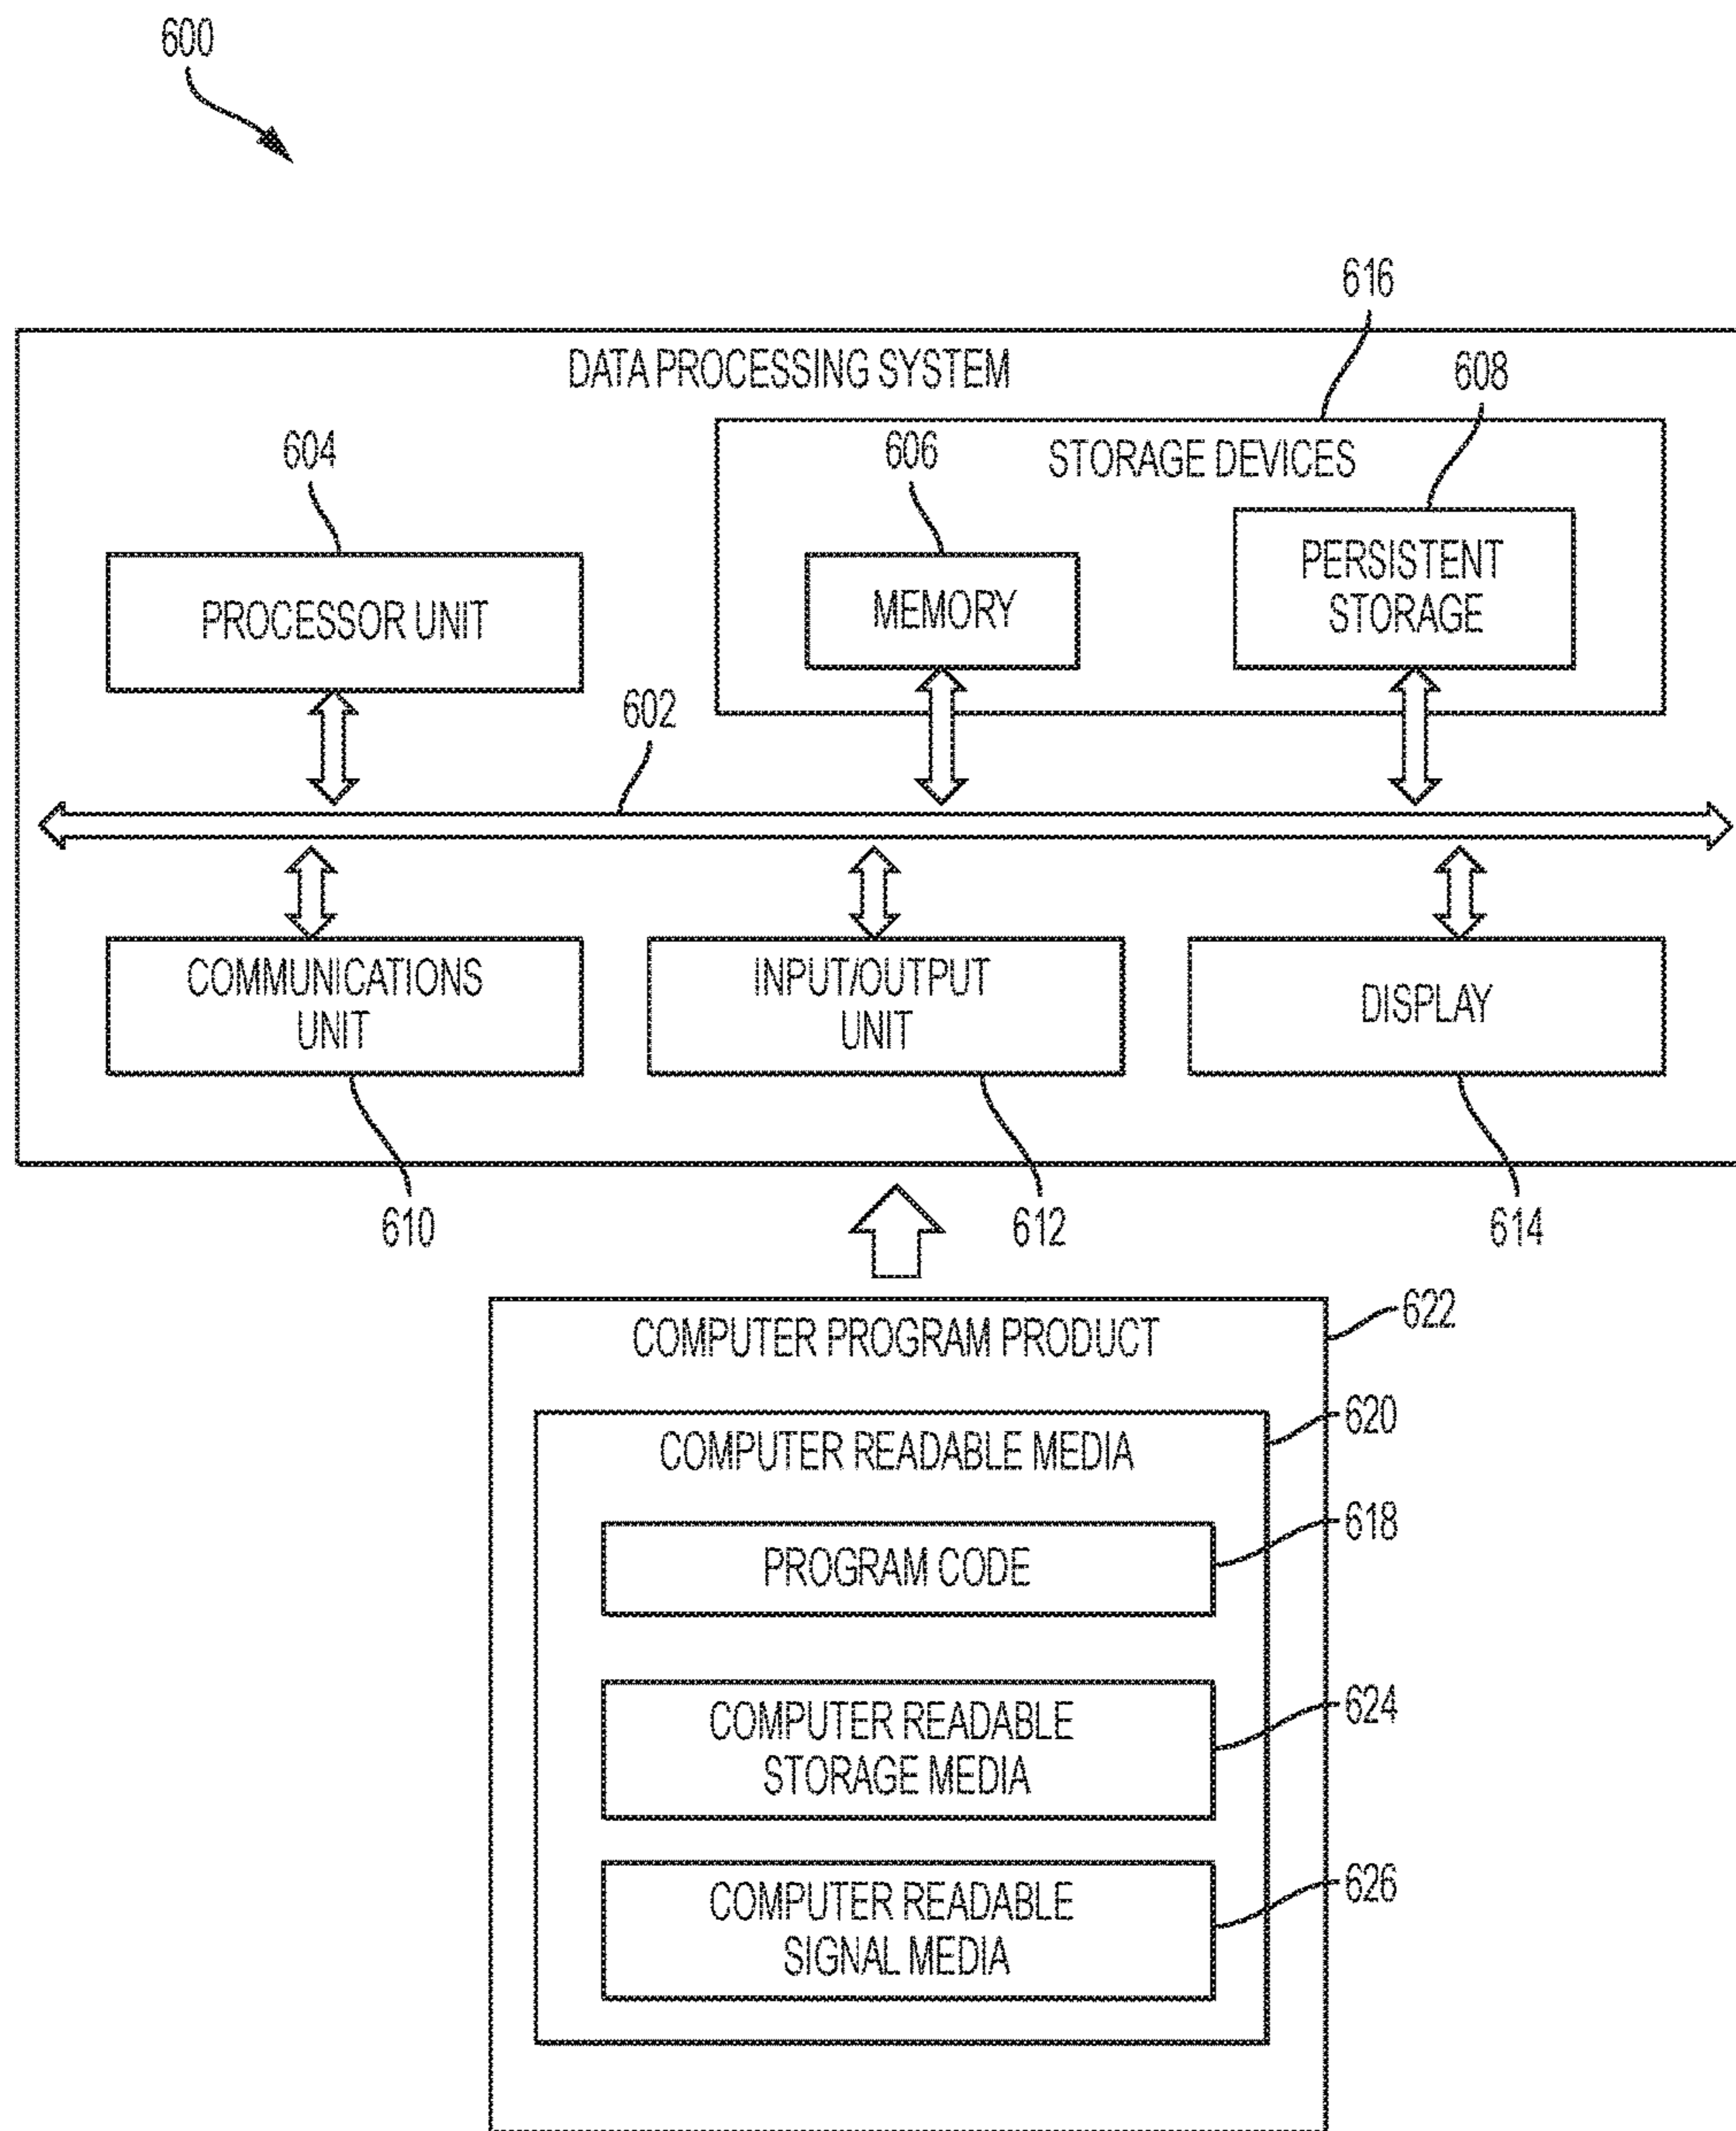 600
616
DATA PROCESSING SYSTEM
608
604
606
STORAGE DEVICES
PROCESSOR UNIT
MEMORY
PERSISTENT
STORAGE
602
COMMUNICATIONS
UNIT
INPUT/OUTPUT
UNIT
DISPLAY
610
612
614
COMPUTER PROGRAM PRODUCT
622
COMPUTER READABLE MEDIA
620
PROGRAM CODE
618
COMPUTER READABLE
STORAGE MEDIA
624
COMPUTER READABLE
SIGNAL MEDIA
626